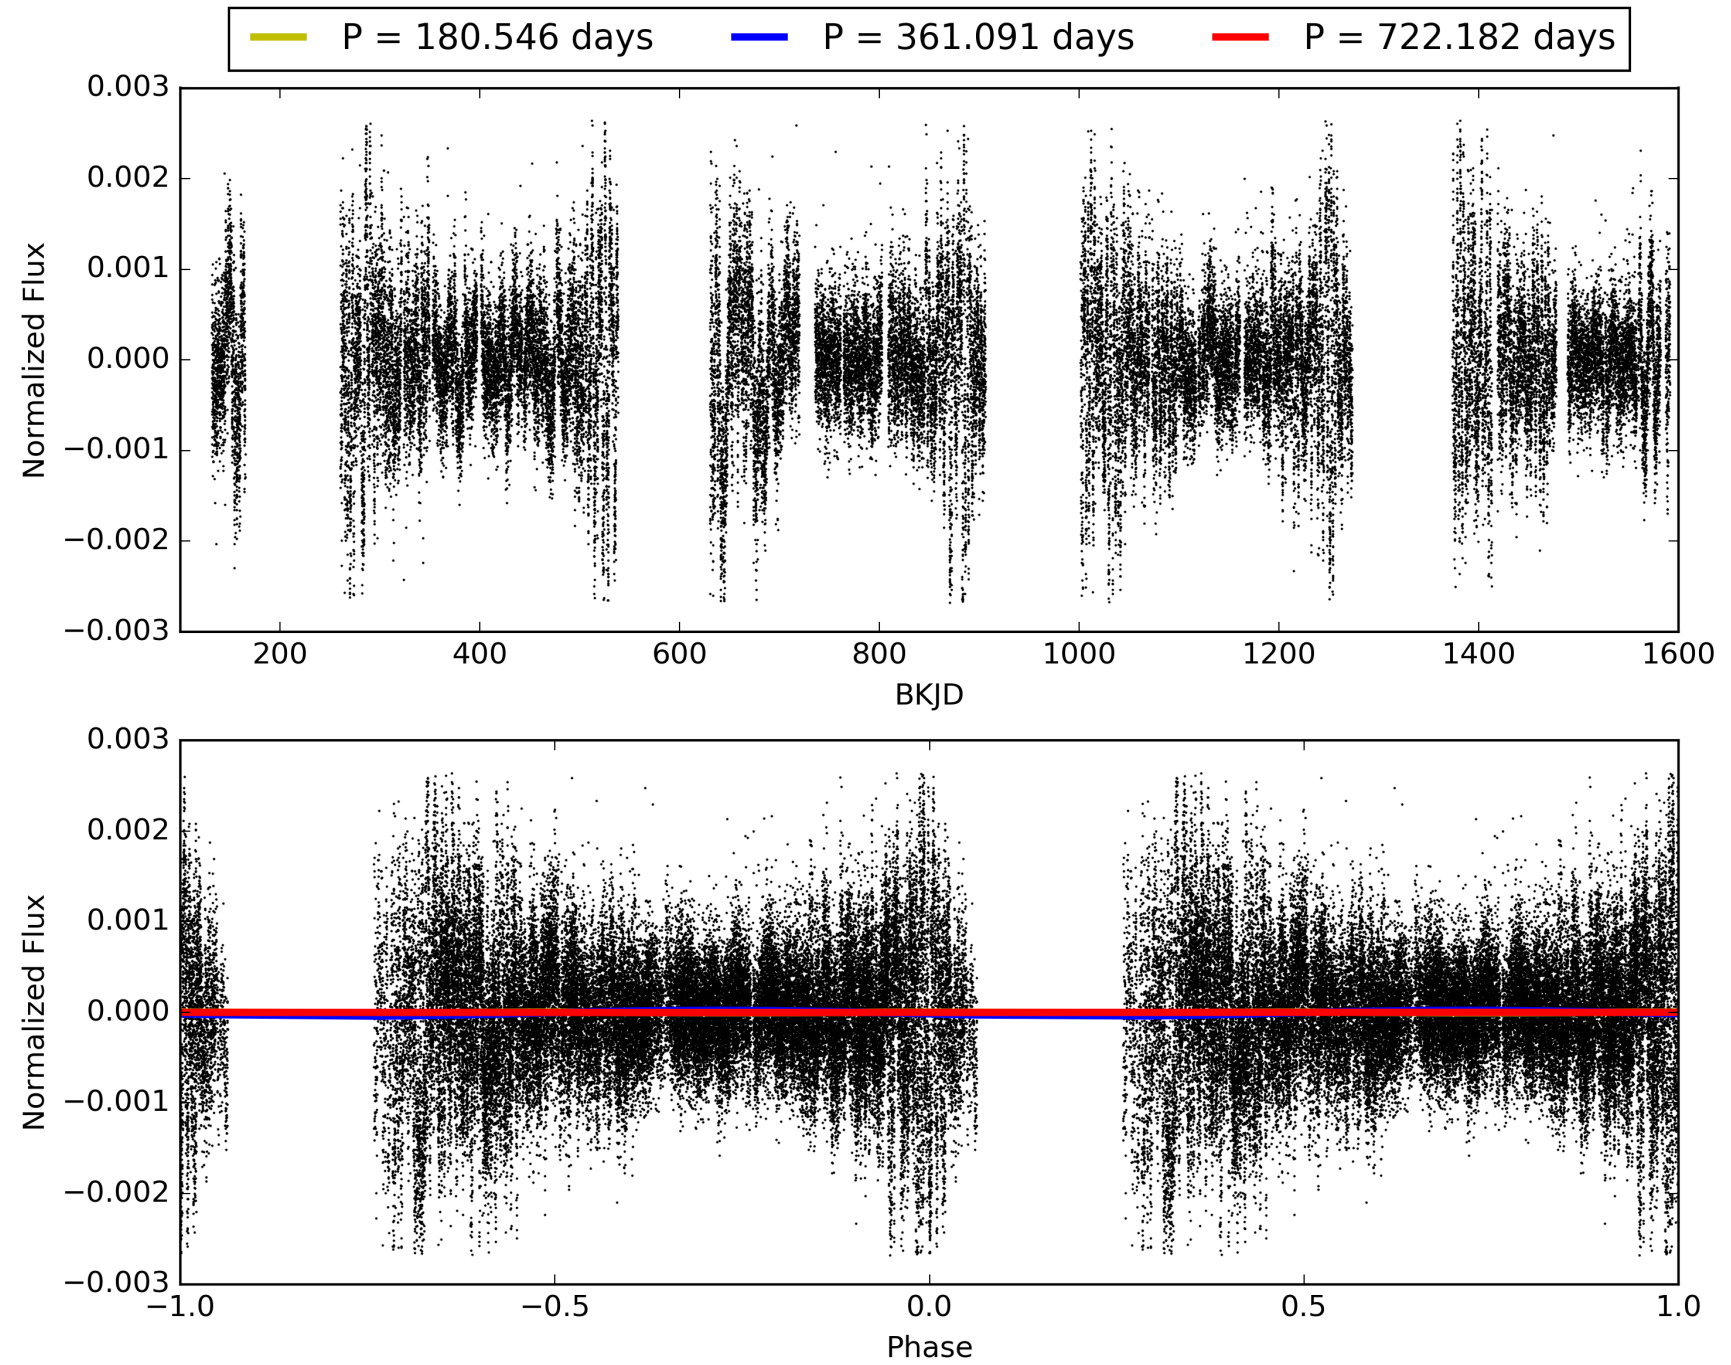 P = 180.546 days P = 361.091 days P = 722.182 days
0.003
0.002
0.001
0.000
−0.001
−0.002
−0.003
Normalized Flux
200 400 600 800 1000 1200 1400 1600
BKJD
0.003
0.002
0.001
0.000
−0.001
−0.002
−0.003
Normalized Flux
−1.0 −0.5 0.0 0.5 1.0
Phase